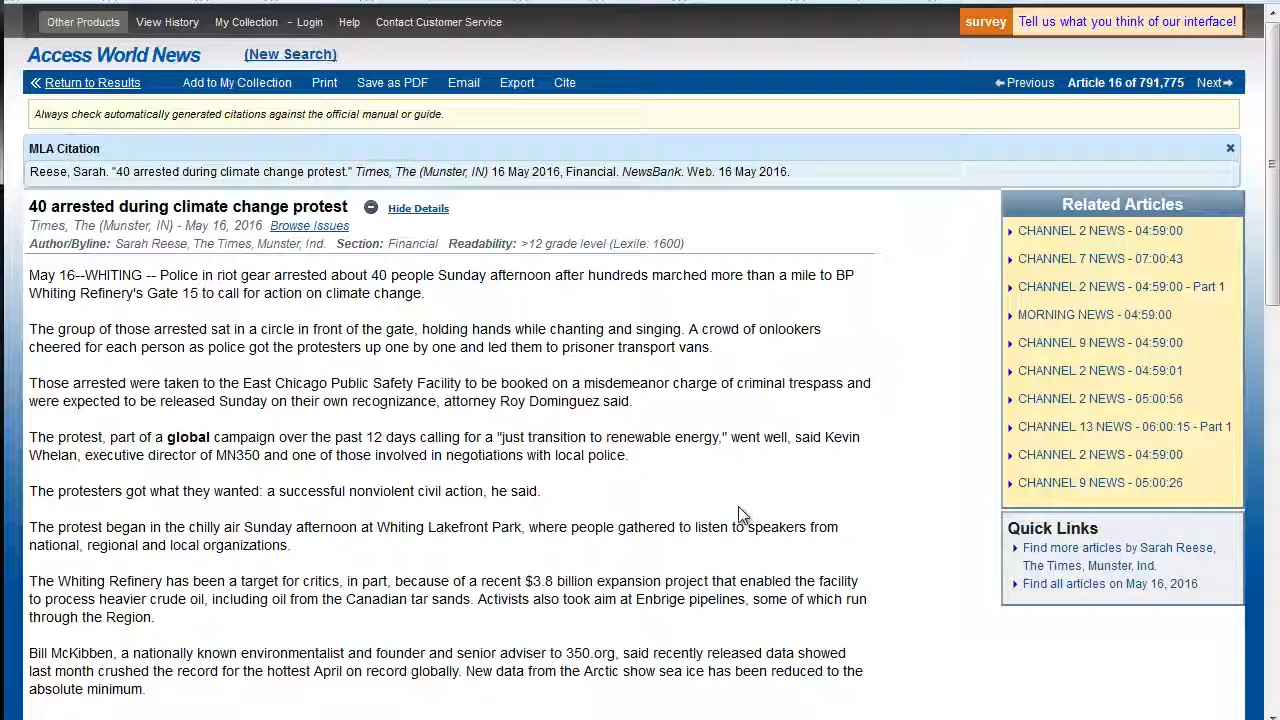 Other Products View History My Collection - Login Help Contact Customer Service survey Tell us what you think of our interface!
Access World News (New Search)
Return to Results Add to My Collection Print Save as PDF Email Export Cite Previous Article 16 of 791,775 Next
Always check automatically generated citations against the official manual or guide.
MLA Citation
Reese, Sarah. "40 arrested during climate change protest." Times, The (Munster, IN) 16 May 2016, Financial. NewsBank. Web. 16 May 2016.
40 arrested during climate change protest Hide Details
Times, The (Munster, IN) - May 16, 2016 Browse Issues
Author/Byline: Sarah Reese, The Times, Munster, Ind. Section: Financial Readability: >12 grade level (Lexile: 1600)
May 16--WHITING -- Police in riot gear arrested about 40 people Sunday afternoon after hundreds marched more than a mile to BP
Whiting Refinery's Gate 15 to call for action on climate change.
The group of those arrested sat in a circle in front of the gate, holding hands while chanting and singing. A crowd of onlookers
cheered for each person as police got the protesters up one by one and led them to prisoner transport vans.
Those arrested were taken to the East Chicago Public Safety Facility to be booked on a misdemeanor charge of criminal trespass and
were expected to be released Sunday on their own recognizance, attorney Roy Dominguez said.
The protest, part of a global campaign over the past 12 days calling for a "just transition to renewable energy," went well, said Kevin
Whelan, executive director of MN350 and one of those involved in negotiations with local police.
The protesters got what they wanted: a successful nonviolent civil action, he said.
The protest began in the chilly air Sunday afternoon at Whiting Lakefront Park, where people gathered to listen to speakers from
national, regional and local organizations.
The Whiting Refinery has been a target for critics, in part, because of a recent $3.8 billion expansion project that enabled the facility
to process heavier crude oil, including oil from the Canadian tar sands. Activists also took aim at Enbrige pipelines, some of which run
through the Region.
Bill McKibben, a nationally known environmentalist and founder and senior adviser to 350.org, said recently released data showed
last month crushed the record for the hottest April on record globally. New data from the Arctic show sea ice has been reduced to the
absolute minimum.
Related Articles
CHANNEL 2 NEWS - 04:59:00
CHANNEL 7 NEWS - 07:00:43
CHANNEL 2 NEWS - 04:59:00 - Part 1
MORNING NEWS - 04:59:00
CHANNEL 9 NEWS - 04:59:00
CHANNEL 2 NEWS - 04:59:01
CHANNEL 2 NEWS - 05:00:56
CHANNEL 13 NEWS - 06:00:15 - Part 1
CHANNEL 2 NEWS - 04:59:00
CHANNEL 9 NEWS - 05:00:26
Quick Links
Find more articles by Sarah Reese,
The Times, Munster, Ind.
Find all articles on May 16, 2016